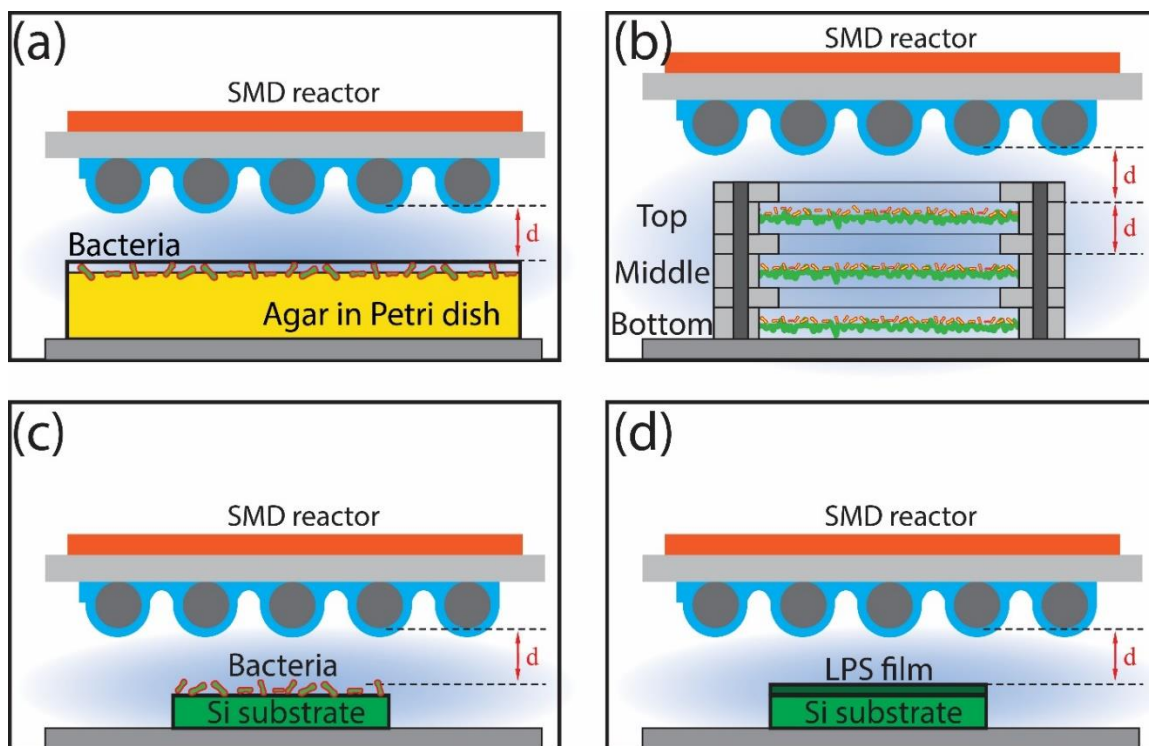 (a)
SMD reactor
d
Bacteria
Agar in Petri dish
(b)
SMD reactor
d
Top
d
Middle
Bottom
(c)
SMD reactor
d
Bacteria
Si substrate
(d)
SMD reactor
d
LPS film
Si substrate